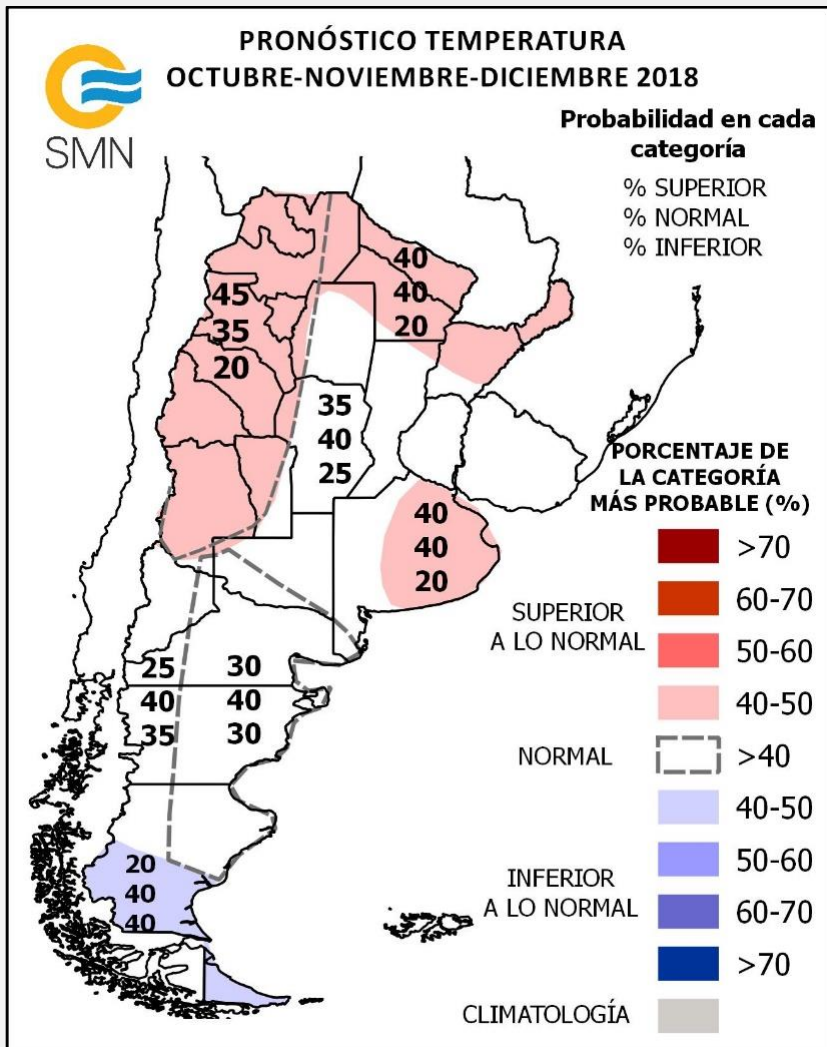 PRONÓSTICO TEMPERATURA
OCTUBRE-NOVIEMBRE-DICIEMBRE 2018
SMN
Probabilidad en cada
categoría
% SUPERIOR
% NORMAL
% INFERIOR
45
35
20
40
40
20
35
40
25
40
40
20
25
40
35
30
40
30
20
40
40
PORCENTAJE DE
LA CATEGORÍA
MÁS PROBABLE (%)
SUPERIOR
A LO NORMAL
>70
60-70
50-60
40-50
NORMAL
>40
INFERIOR
A LO NORMAL
40-50
50-60
60-70
>70
CLIMATOLOGÍA